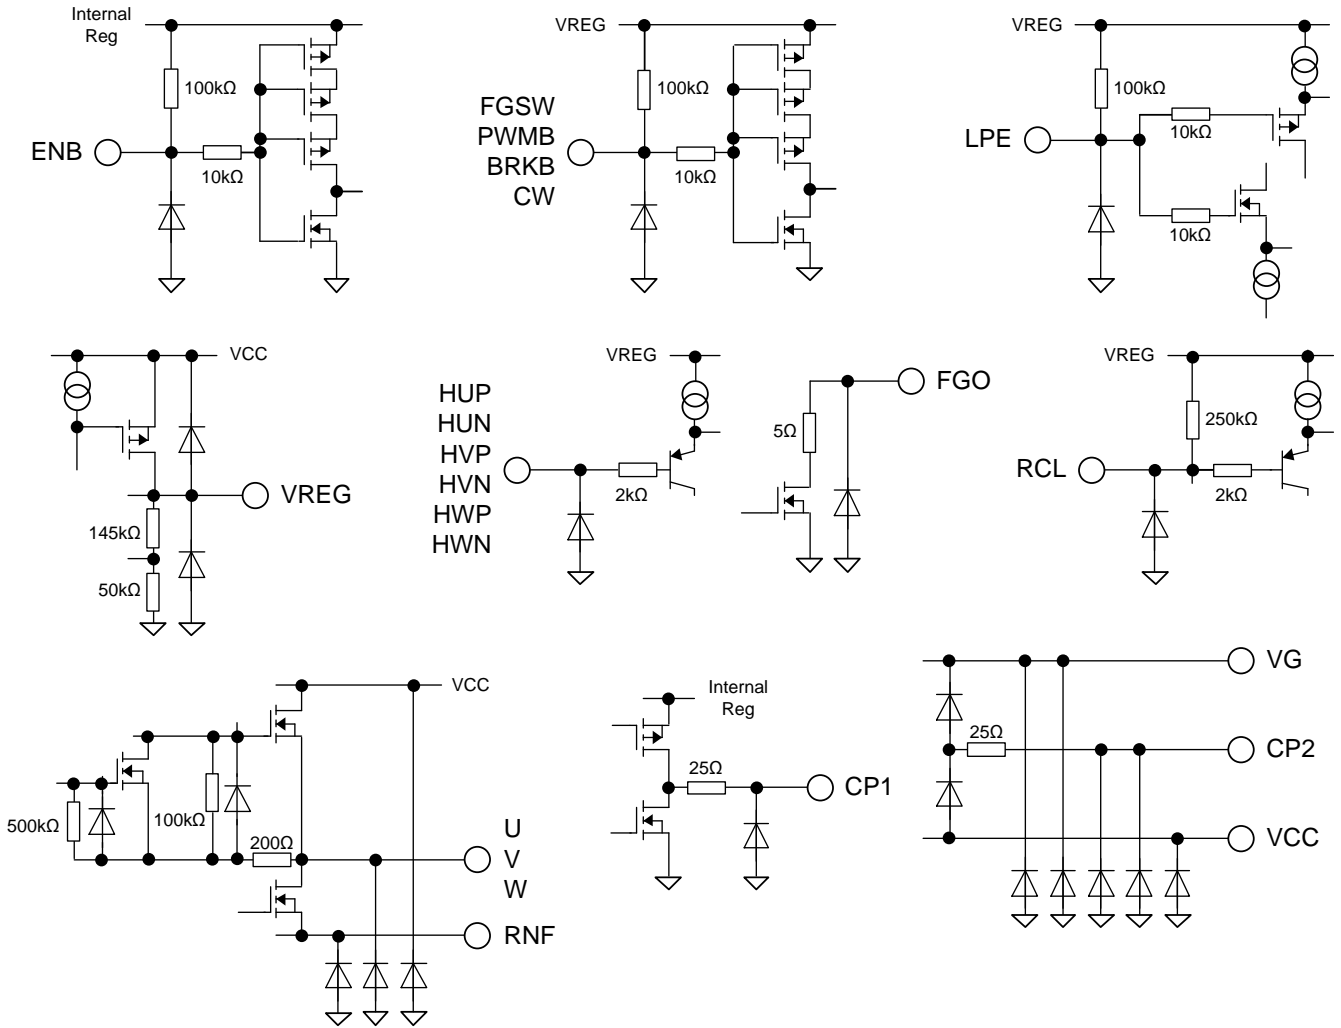 Internal
Reg
100kΩ
ENB
10kΩ
VREG
100kΩ
FGSW
PWMB
BRKB
CW
10kΩ
VREG
100kΩ
LPE
10kΩ
10kΩ
VCC
VREG
145kΩ
50kΩ
VREG
HUP
HUN
HVP
HVN
HWP
HWN
2kΩ
FGO
5Ω
VREG
250kΩ
RCL
2kΩ
VCC
500kΩ
100kΩ
200Ω
U
V
W
RNF
Internal
Reg
25Ω
CP1
VG
25Ω
CP2
VCC